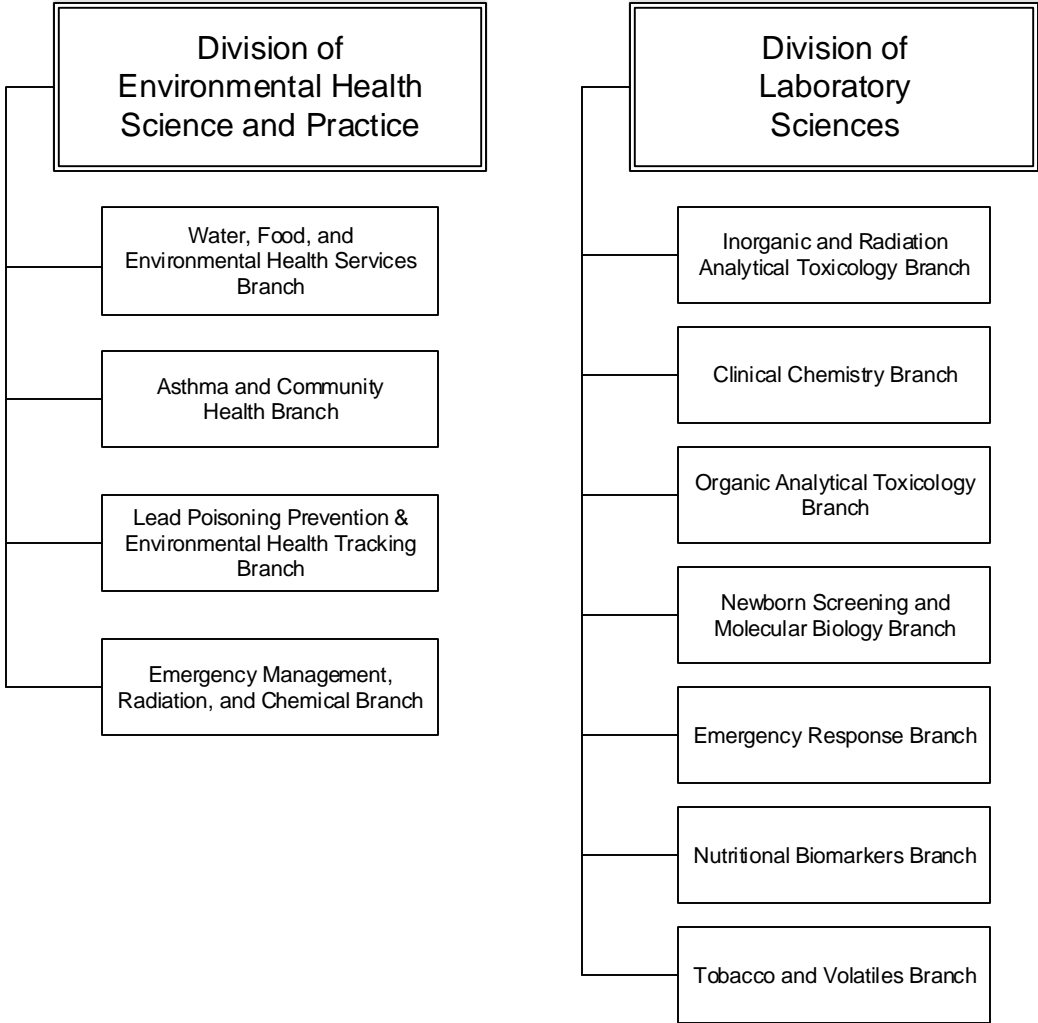 Division of
Environmental Health
Science and Practice
Water, Food, and
Environmental Health Services
Branch
Asthma and Community
Health Branch
Lead Poisoning Prevention &
Environmental Health Tracking
Branch
Emergency Management,
Radiation, and Chemical Branch
Division of
Laboratory
Sciences
Inorganic and Radiation
Analytical Toxicology Branch
Clinical Chemistry Branch
Organic Analytical Toxicology
Branch
Newborn Screening and
Molecular Biology Branch
Emergency Response Branch
Nutritional Biomarkers Branch
Tobacco and Volatiles Branch